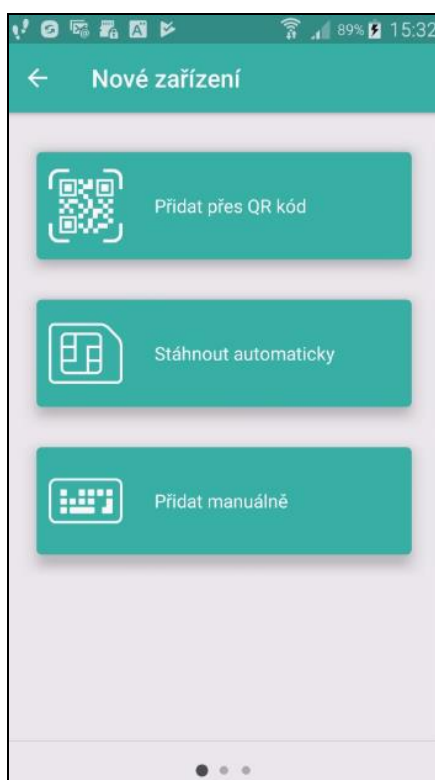 89% 15:32
Nové zařízení
Přidat přes QR kód
Stáhnout automaticky
Přidat manuálně